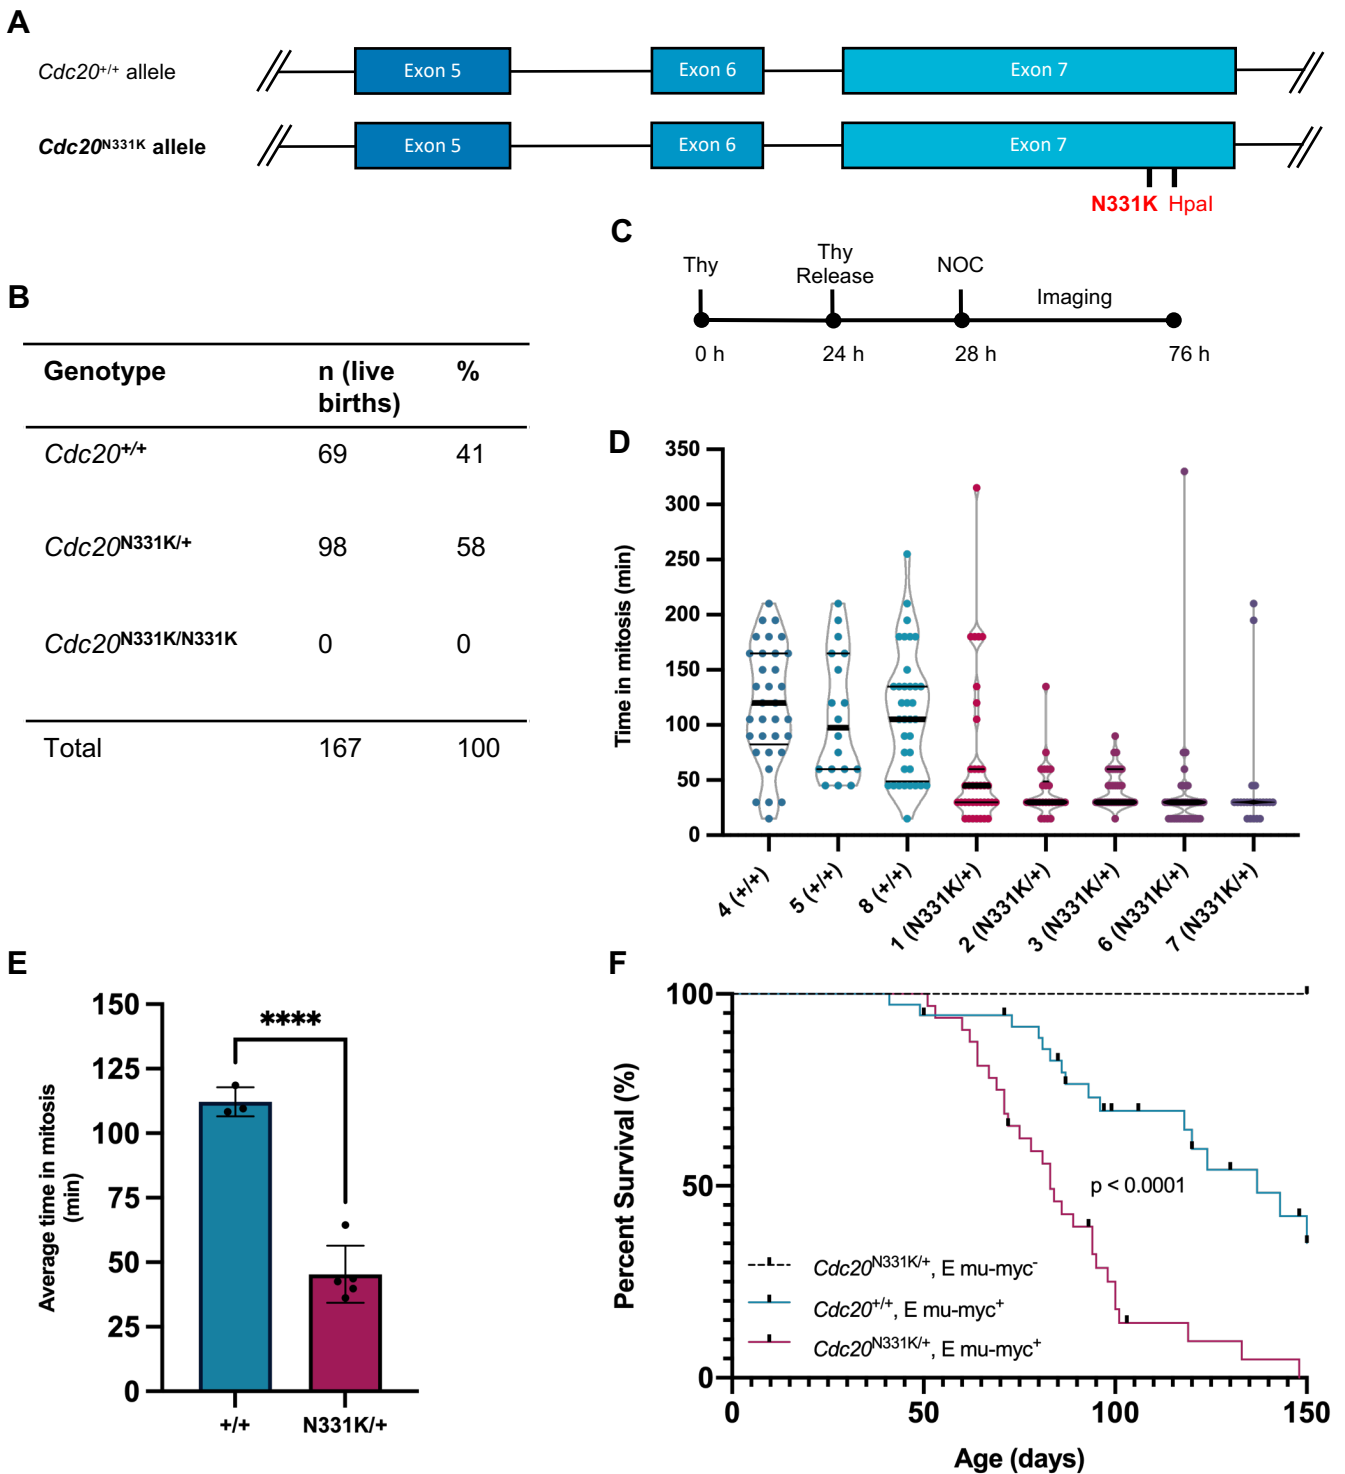 A
Cdc20+/+ allele
Exon 5
Exon 6
Exon 7
Cdc20N331K allele
Exon 5
Exon 6
Exon 7
N331K HpaI
B
Genotype n (live births) %
Cdc20+/+ 69 41
Cdc20N331K/+ 98 58
Cdc20N331K/N331K 0 0
Total 167 100
C
Thy
Thy
Release
NOC
Imaging
0 h
24 h
28 h
76 h
D
Time in mitosis (min)
350
300
250
200
150
100
50
0
4 (+/+)
5 (+/+)
8 (+/+)
1 (N331K/+)
2 (N331K/+)
3 (N331K/+)
6 (N331K/+)
7 (N331K/+)
E
Average time in mitosis
(min)
150
125
100
75
50
25
0
****
+/+
N331K/+
F
Percent Survival (%)
100
50
0
p < 0.0001
Cdc20N331K/+, E mu-myc-
Cdc20+/+, E mu-myc+
Cdc20N331K/+, E mu-myc+
0
50
100
150
Age (days)